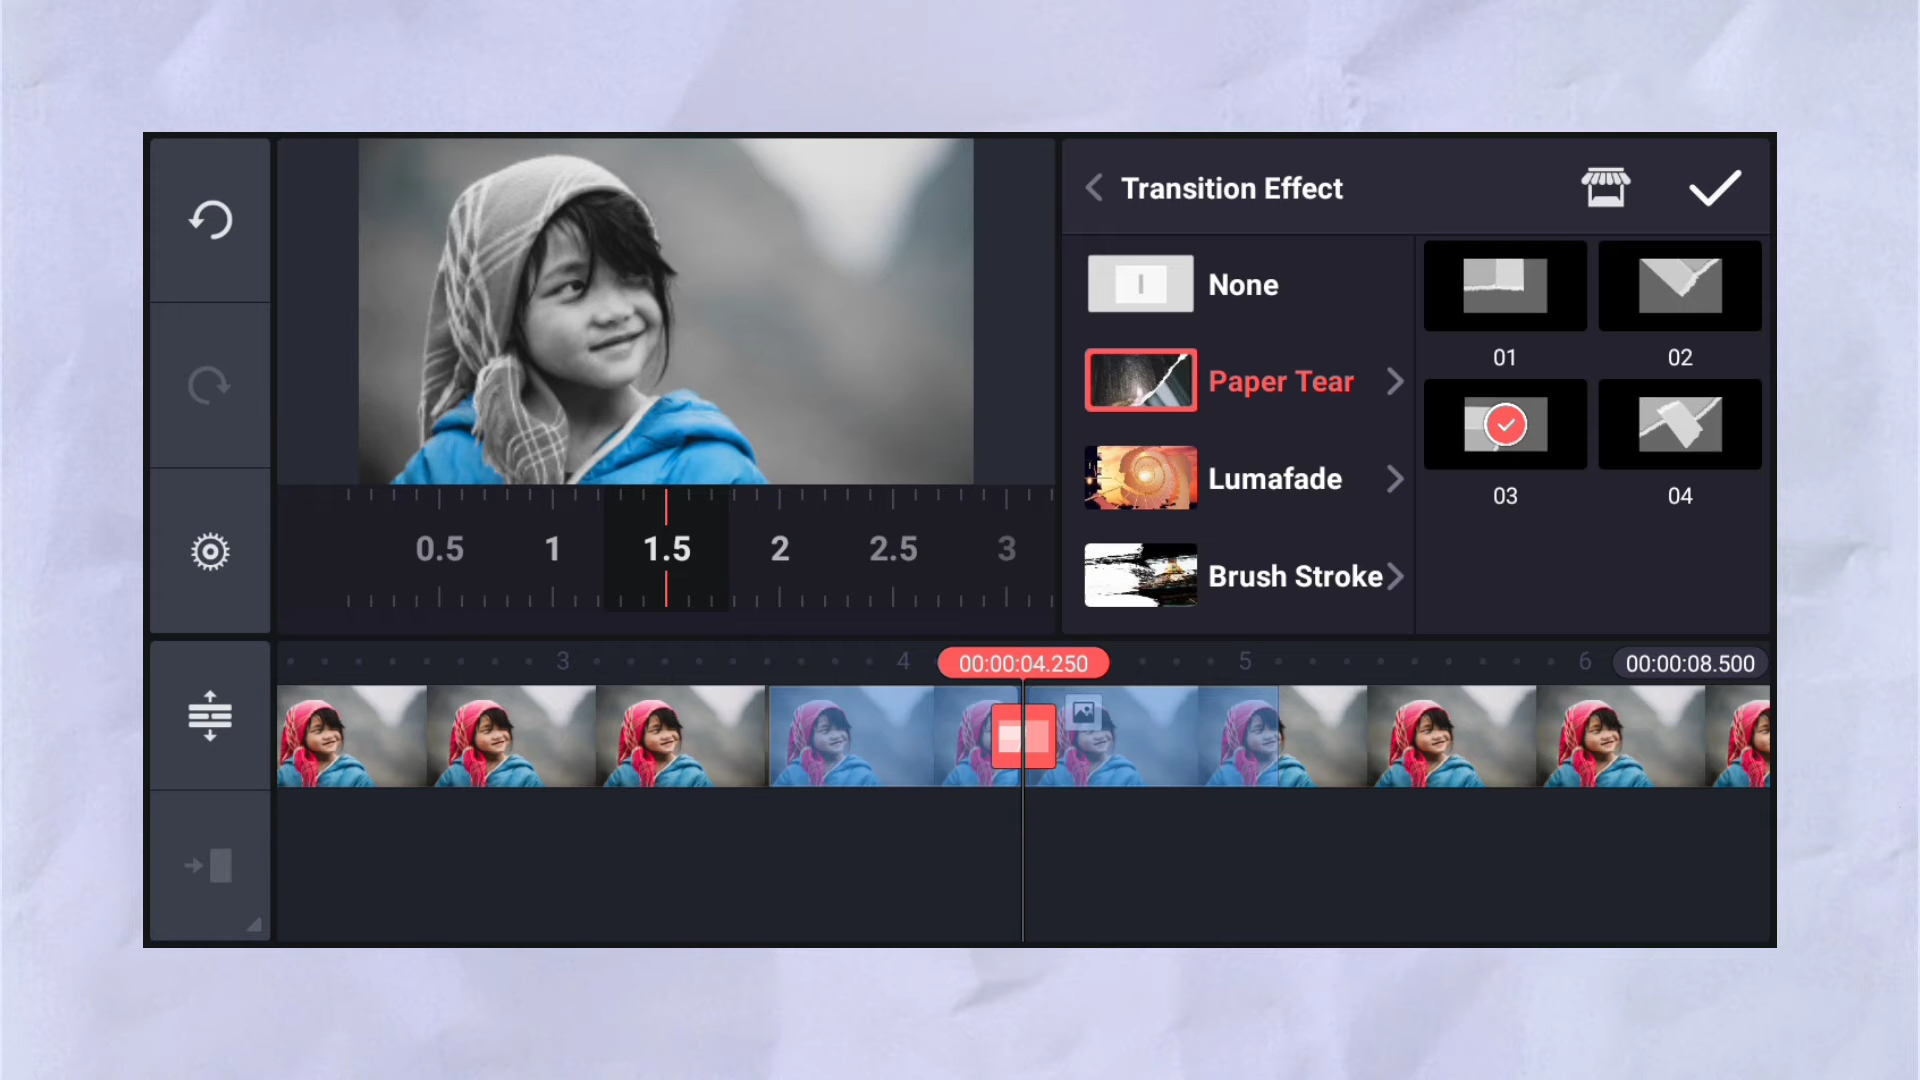 Transition Effect
None
Paper Tear
Lumafade
Brush Stroke
01
02
03
04
0.5 1 1.5 2 2.5 3
3 4 00:00:04.250 5 6 00:00:08.500